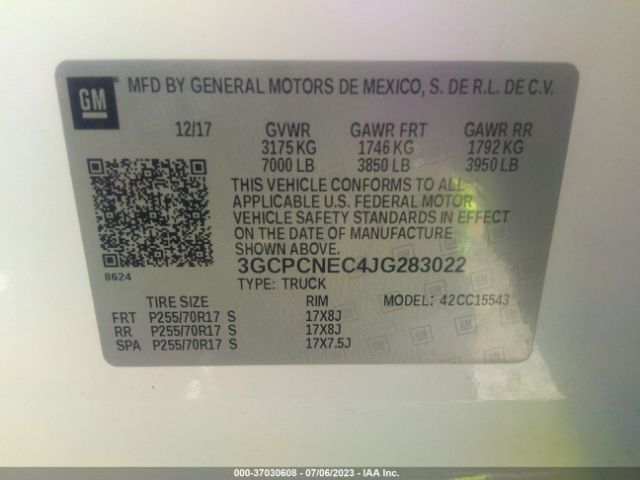 GM MFD BY GENERAL MOTORS DE MEXICO, S. DE R.L. DE C.V.
12/17 GVWR GAWR FRT GAWR RR
3175 KG 1746 KG 1792 KG
7000 LB 3850 LB 3950 LB
THIS VEHICLE CONFORMS TO ALL
APPLICABLE U.S. FEDERAL MOTOR
VEHICLE SAFETY STANDARDS IN EFFECT
ON THE DATE OF MANUFACTURE
SHOWN ABOVE.
3GCPCNEC4JG283022
8624
TYPE: TRUCK
TIRE SIZE RIM MODEL: 42CC15543
FRT P255/70R17 S 17X8J
RR P255/70R17 S 17X8J
SPA P255/70R17 S 17X7.5J
000-37030608 - 07/06/2023 - IAA Inc.